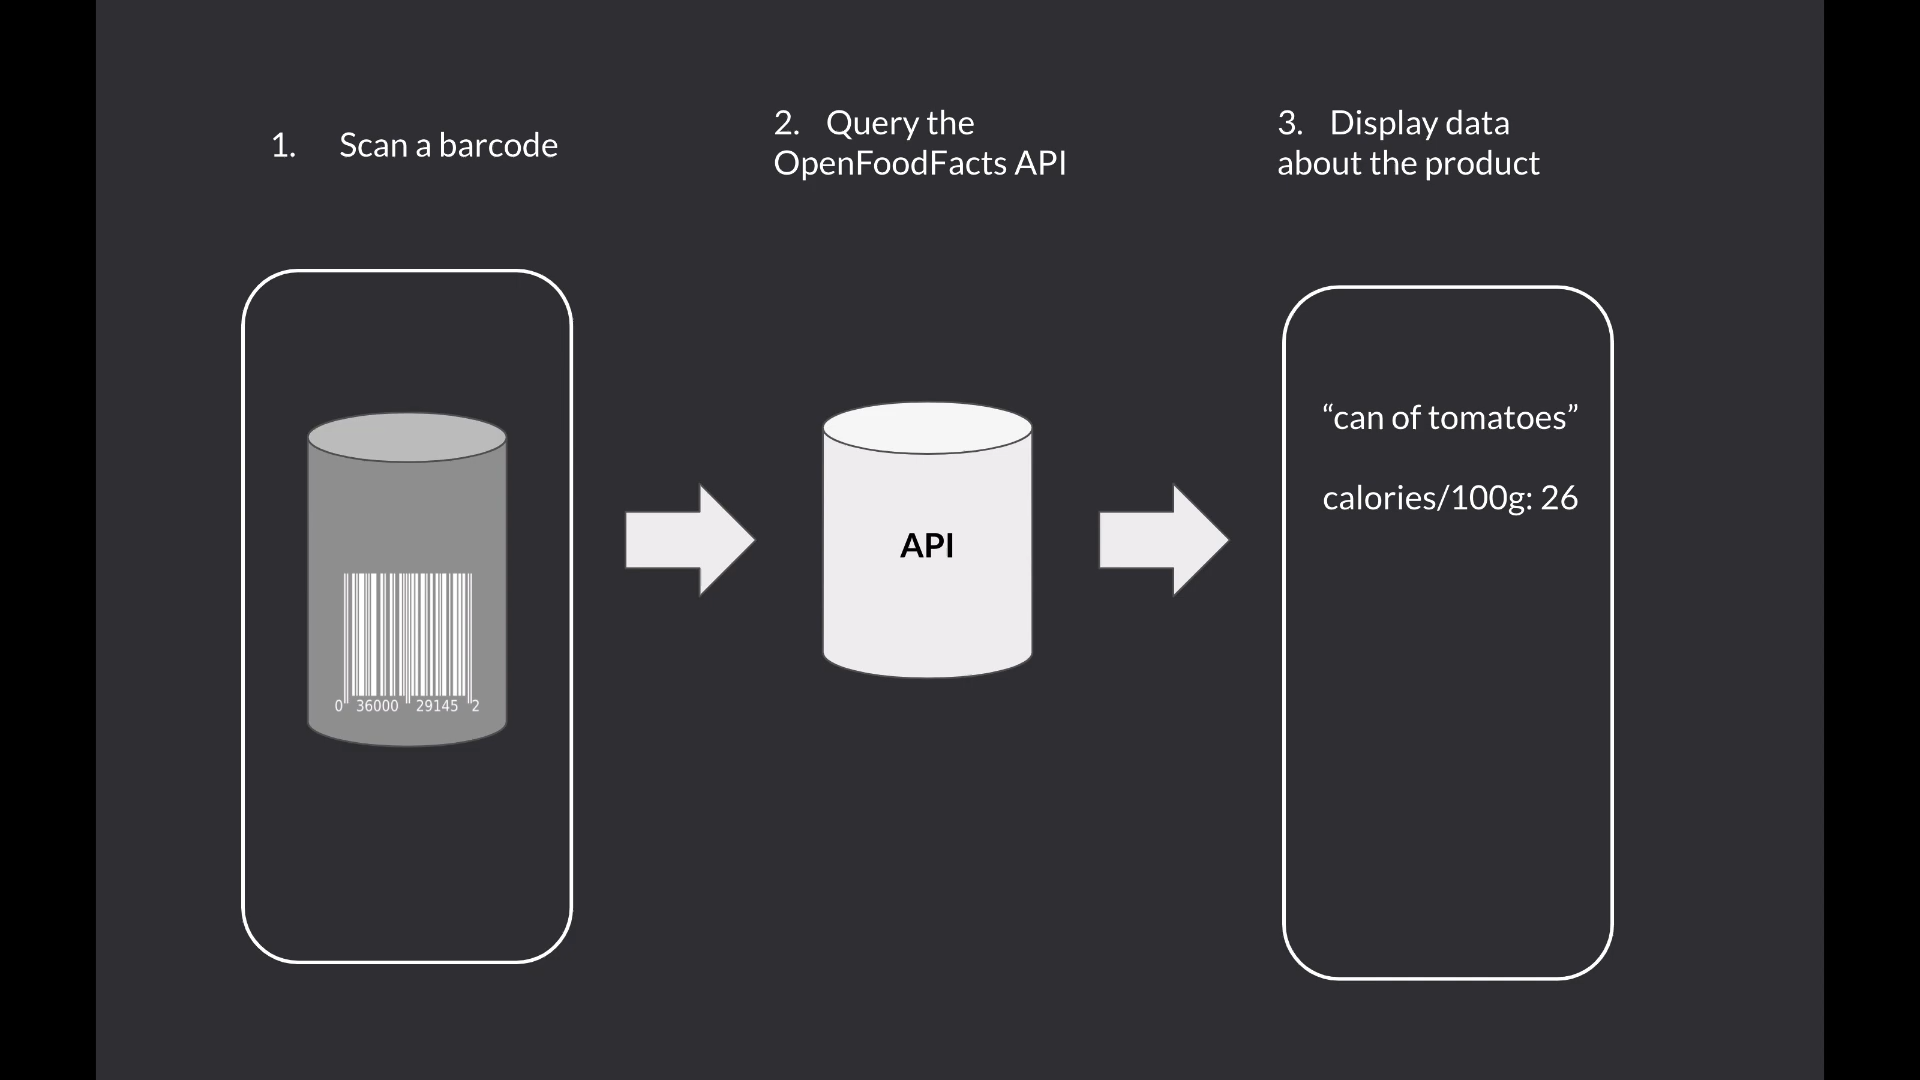 1. Scan a barcode
2. Query the
OpenFoodFacts API
3. Display data
about the product
0 36000 29145 2
API
“can of tomatoes”
calories/100g: 26